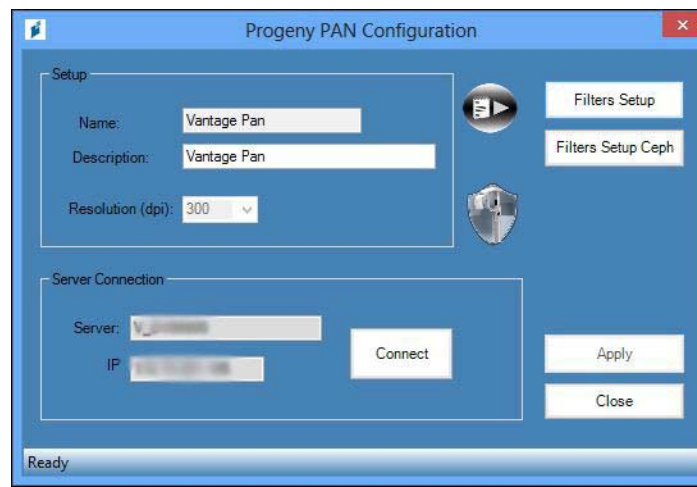 Progeny PAN Configuration
Setup
Name: Vantage Pan
Description: Vantage Pan
Resolution (dpi): 300
Filters Setup
Filters Setup Ceph
Server Connection
Server:
IP
Connect
Apply
Close
Ready